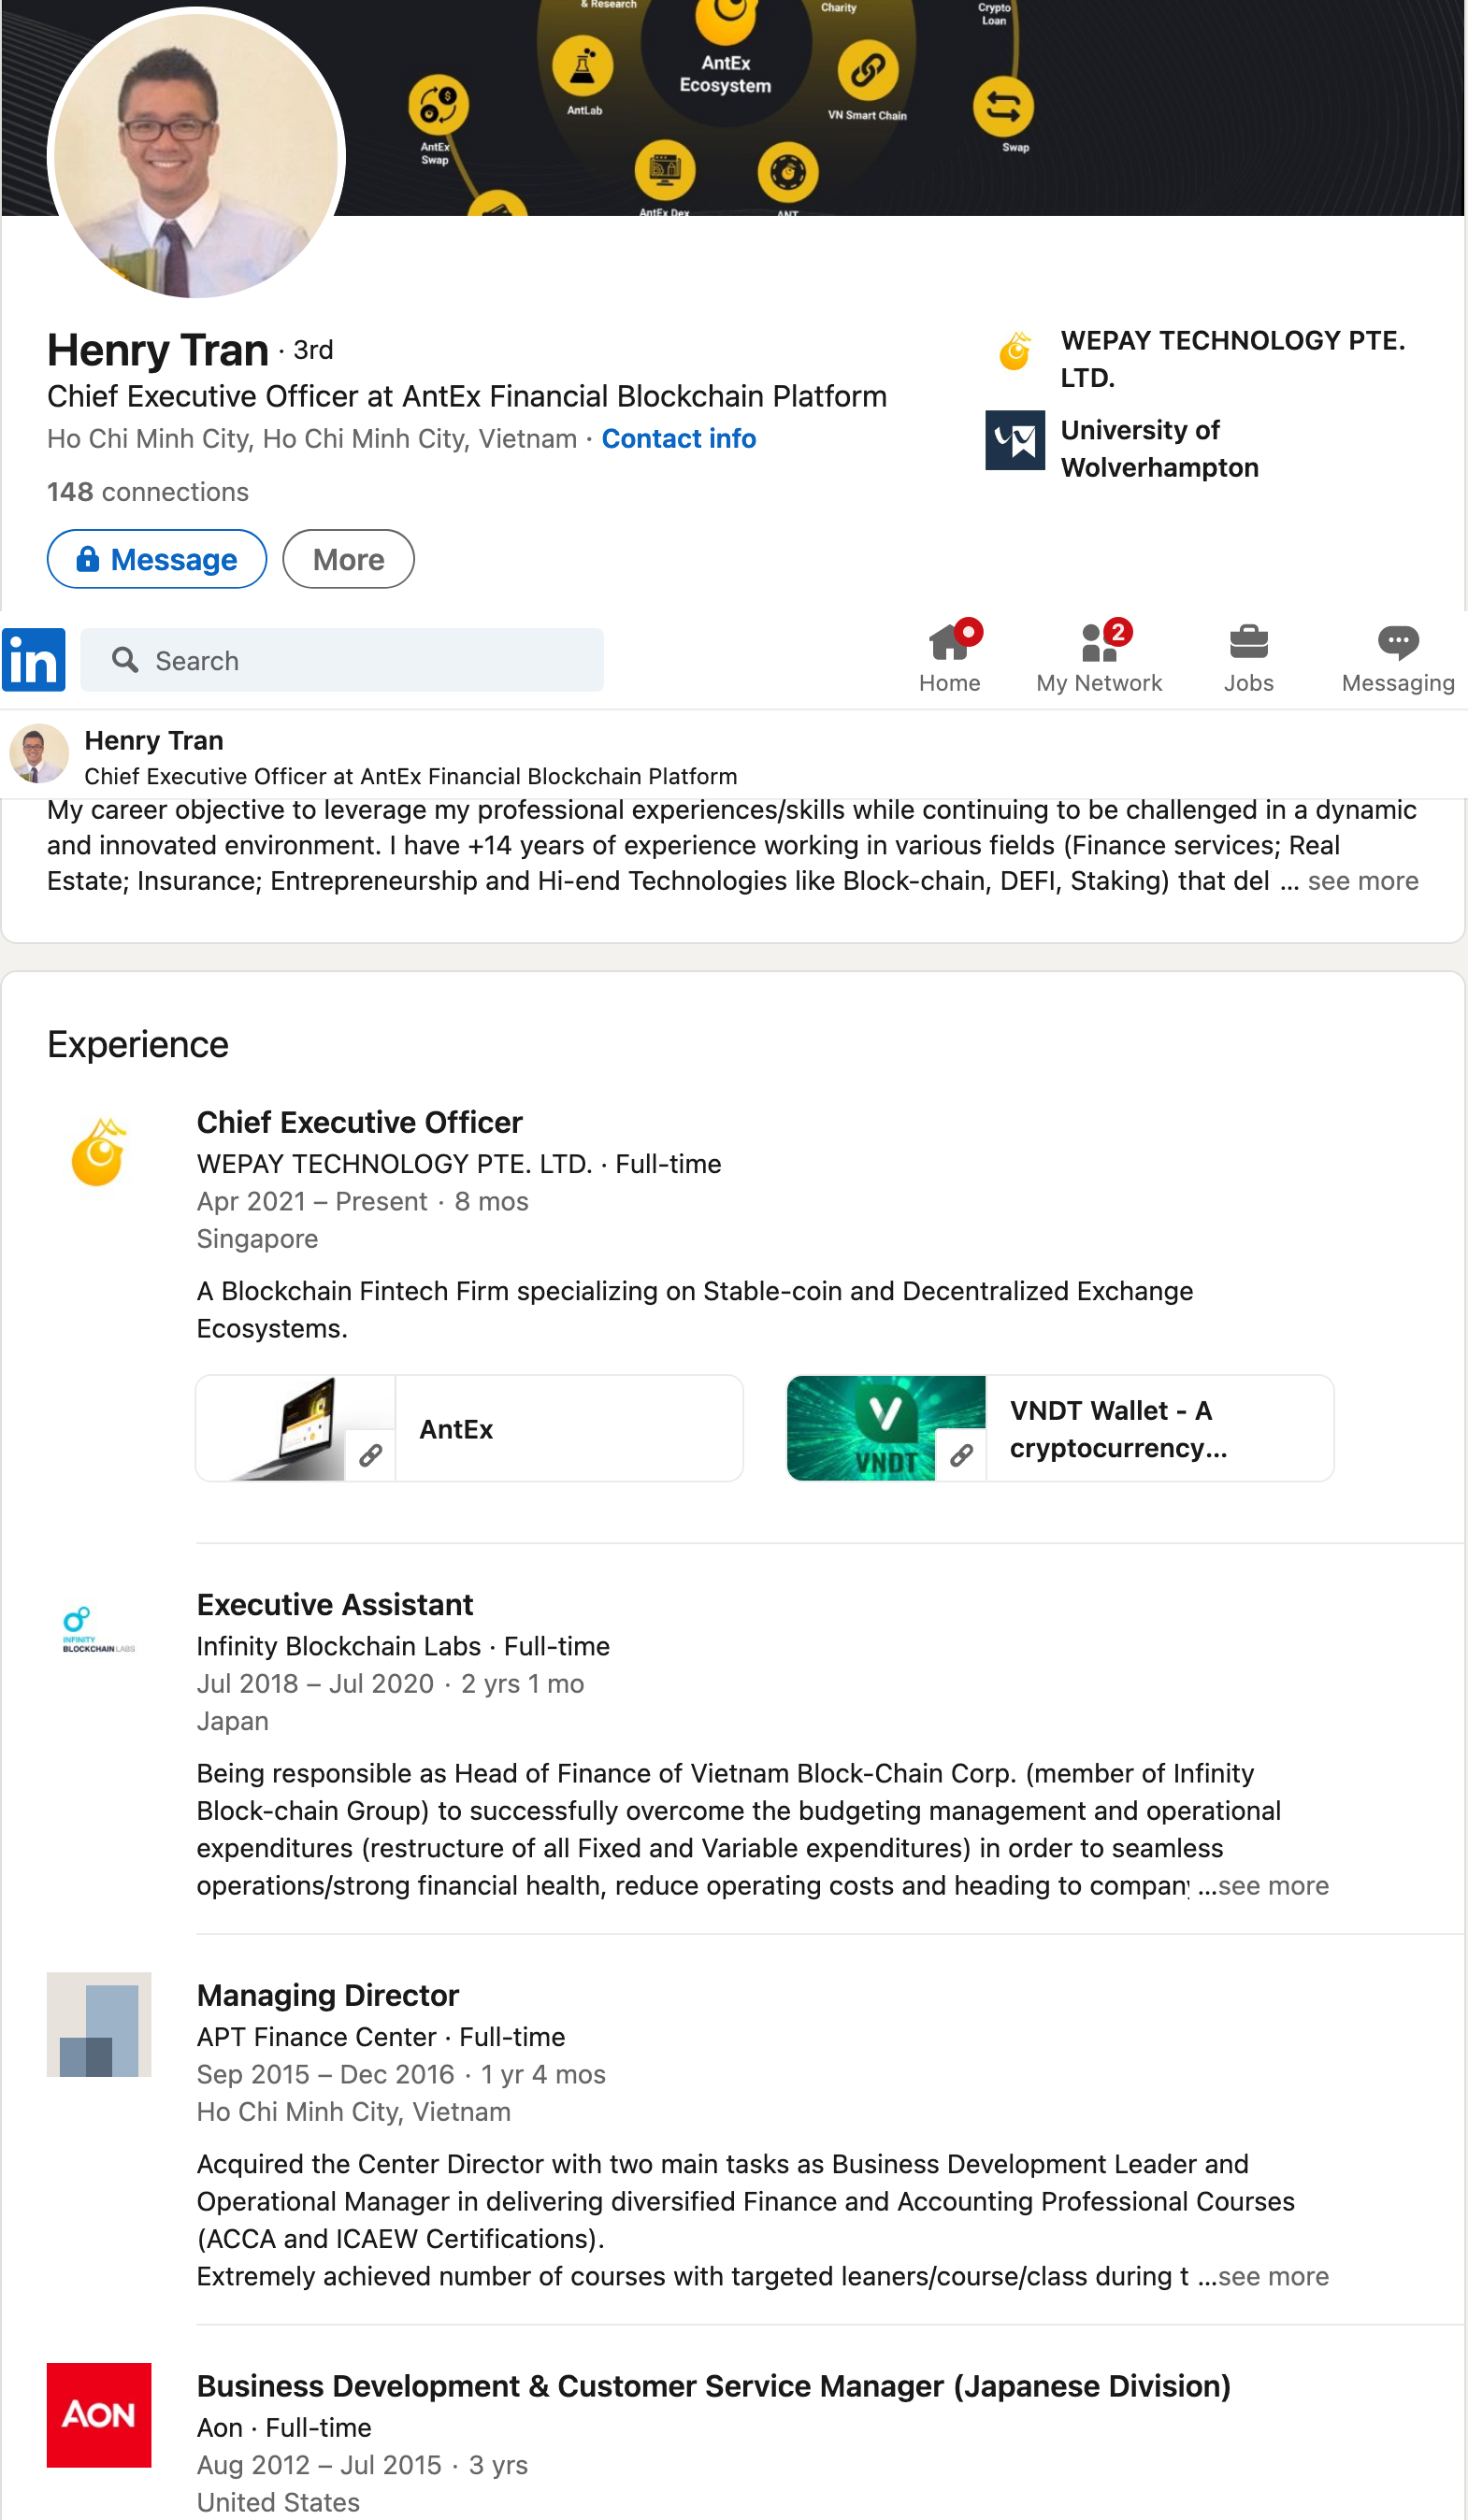 & Research
Charity
Crypto
Loan
AntEx
Ecosystem
AntLab
VN Smart Chain
AntEx
Swap
Swap
AntEx Dex
ANT
Henry Tran · 3rd
Chief Executive Officer at AntEx Financial Blockchain Platform
Ho Chi Minh City, Ho Chi Minh City, Vietnam · Contact info
148 connections
Message
More
WEPAY TECHNOLOGY PTE.
LTD.
University of
Wolverhampton
in
Search
Home
2
My Network
Jobs
Messaging
Henry Tran
Chief Executive Officer at AntEx Financial Blockchain Platform
My career objective to leverage my professional experiences/skills while continuing to be challenged in a dynamic
and innovated environment. I have +14 years of experience working in various fields (Finance services; Real
Estate; Insurance; Entrepreneurship and Hi-end Technologies like Block-chain, DEFI, Staking) that del ... see more
Experience
Chief Executive Officer
WEPAY TECHNOLOGY PTE. LTD. · Full-time
Apr 2021 – Present · 8 mos
Singapore
A Blockchain Fintech Firm specializing on Stable-coin and Decentralized Exchange
Ecosystems.
AntEx
VNDT
VNDT Wallet - A
cryptocurrency...
INFINITY
BLOCKCHAIN LABS
Executive Assistant
Infinity Blockchain Labs · Full-time
Jul 2018 – Jul 2020 · 2 yrs 1 mo
Japan
Being responsible as Head of Finance of Vietnam Block-Chain Corp. (member of Infinity
Block-chain Group) to successfully overcome the budgeting management and operational
expenditures (restructure of all Fixed and Variable expenditures) in order to seamless
operations/strong financial health, reduce operating costs and heading to company ...see more
Managing Director
APT Finance Center · Full-time
Sep 2015 – Dec 2016 · 1 yr 4 mos
Ho Chi Minh City, Vietnam
Acquired the Center Director with two main tasks as Business Development Leader and
Operational Manager in delivering diversified Finance and Accounting Professional Courses
(ACCA and ICAEW Certifications).
Extremely achieved number of courses with targeted leaners/course/class during t ...see more
AON
Business Development & Customer Service Manager (Japanese Division)
Aon · Full-time
Aug 2012 – Jul 2015 · 3 yrs
United States